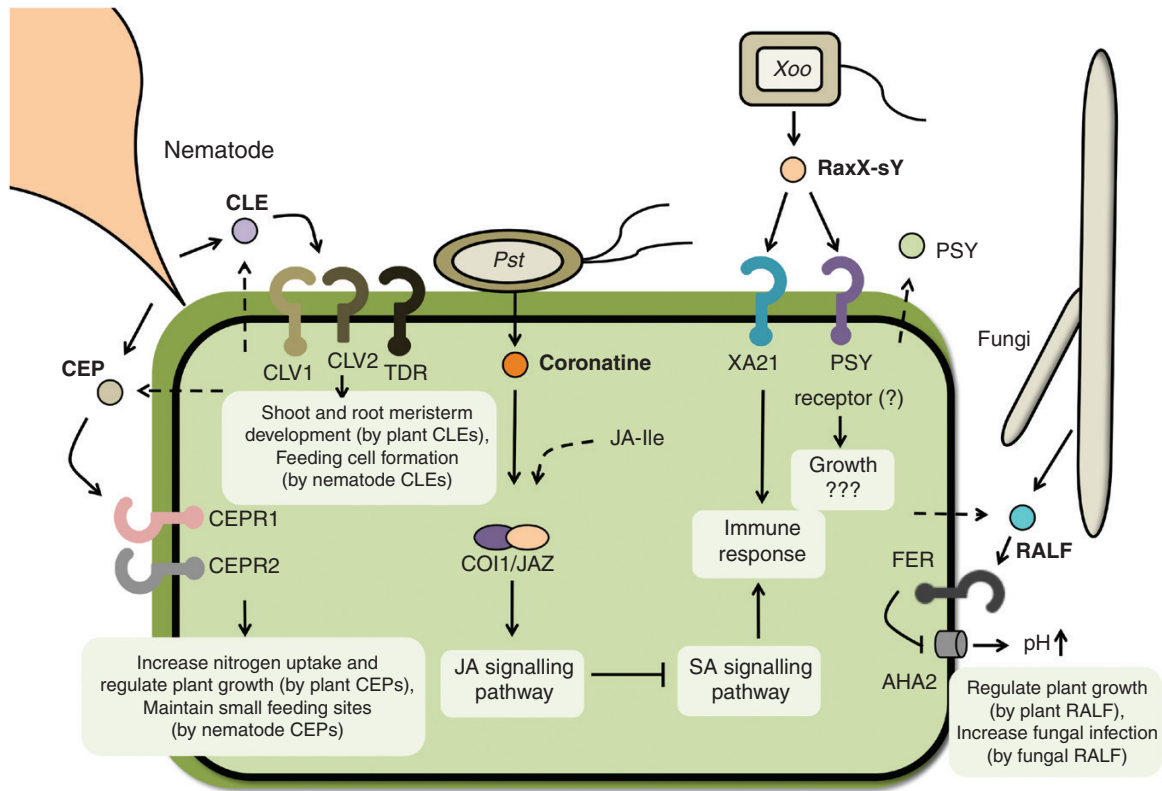 Xoo
Nematode
RaxX-sY
CLE
Pst
PSY
Fungi
CLV1
CLV2
TDR
Coronatine
XA21
PSY
receptor (?)
CEP
Shoot and root meristerm
development (by plant CLEs),
Feeding cell formation
(by nematode CLEs)
JA-Ile
Growth
???
CEPR1
CEPR2
COI1/JAZ
Immune
response
RALF
FER
AHA2
pH
Increase nitrogen uptake and
regulate plant growth (by plant CEPs),
Maintain small feeding sites
(by nematode CEPs)
JA signalling
pathway
SA signalling
pathway
Regulate plant growth
(by plant RALF),
Increase fungal infection
(by fungal RALF)